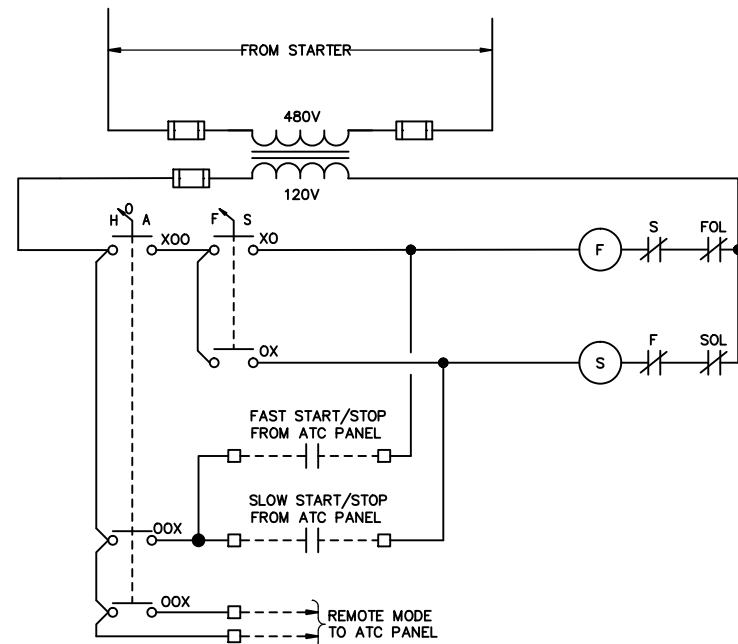 FROM STARTER
480V
120V
H O A
XOO
F S
XO
F
S
FOL
OX
S
F
SOL
FAST START/STOP
FROM ATC PANEL
SLOW START/STOP
FROM ATC PANEL
OOX
OOX
REMOTE MODE
TO ATC PANEL